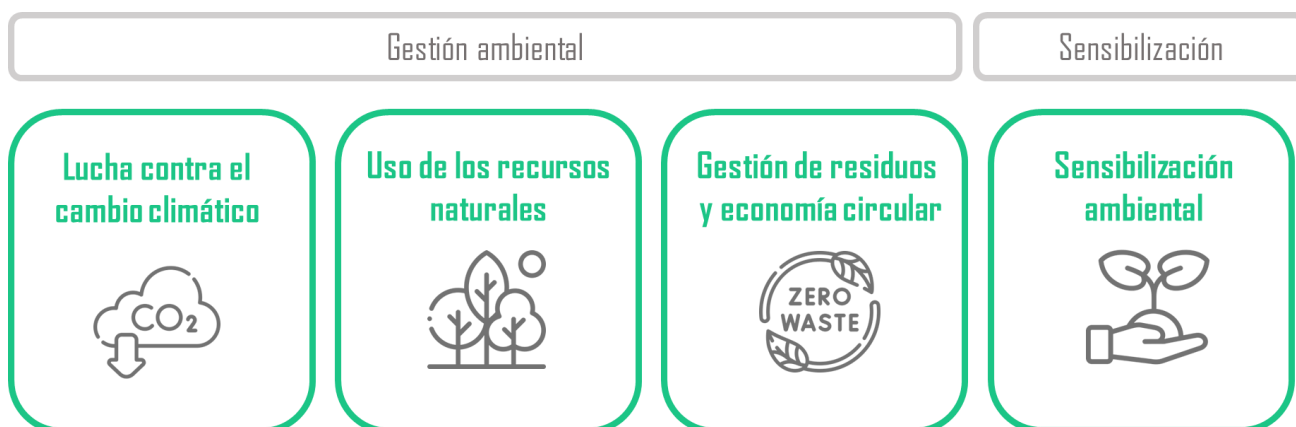 Gestión ambiental
Sensibilización
Lucha contra el
cambio climático
Uso de los recursos
naturales
Gestión de residuos
y economía circular
Sensibilización
ambiental
CO₂
ZERO
WASTE